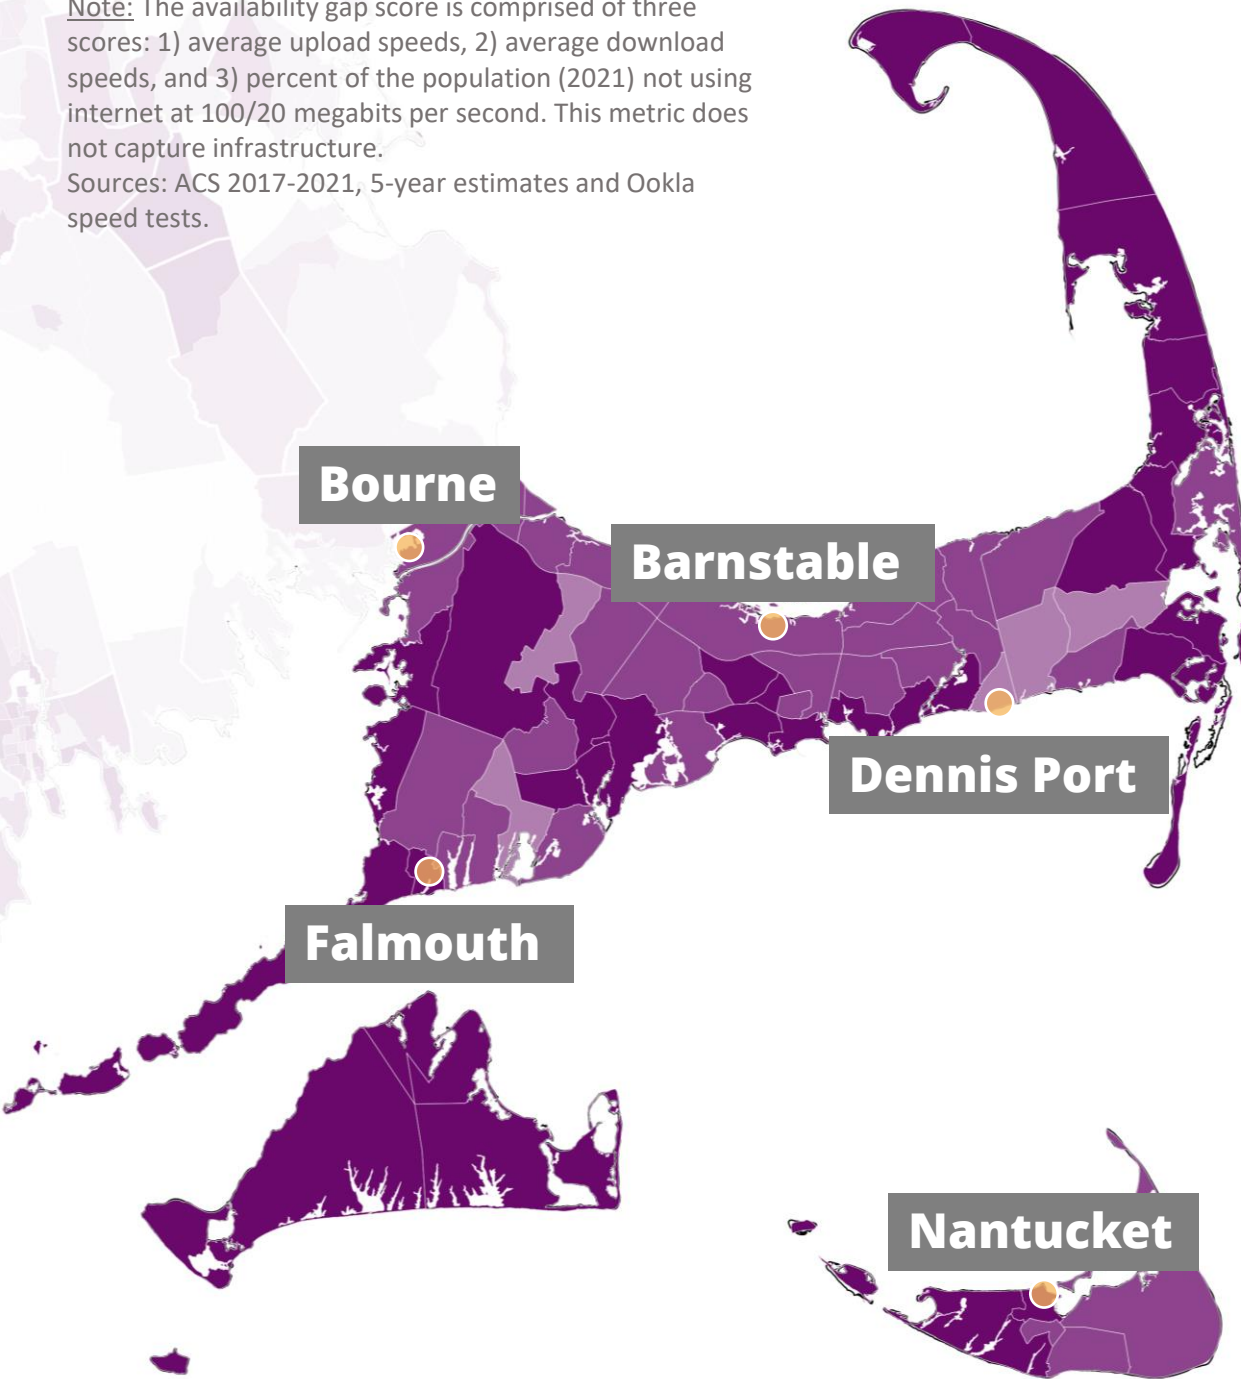 Note: The availability gap score is comprised of three
scores: 1) average upload speeds, 2) average download
speeds, and 3) percent of the population (2021) not using
internet at 100/20 megabits per second. This metric does
not capture infrastructure.
Sources: ACS 2017-2021, 5-year estimates and Ookla
speed tests.
Bourne
Barnstable
Dennis Port
Falmouth
Nantucket